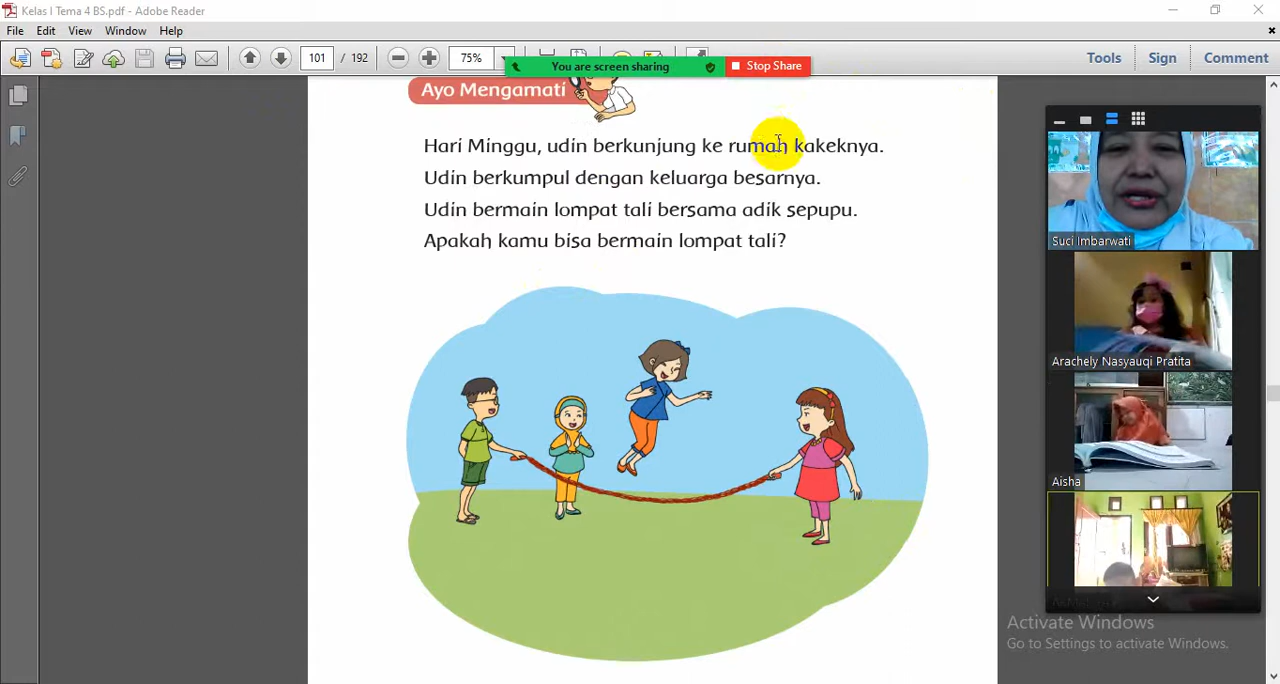 Kelas I Tema 4 BS.pdf - Adobe Reader
File Edit View Window Help
101 / 192 75% Tools Sign Comment
You are screen sharing Stop Share
Ayo Mengamati
Hari Minggu, udin berkunjung ke rumah kakeknya.
Udin berkumpul dengan keluarga besarnya.
Udin bermain lompat tali bersama adik sepupu.
Apakah kamu bisa bermain lompat tali?
Suci Imbarwati
Arachely Nasyauqi Pratita
Aisha
Activate Windows
Go to Settings to activate Windows.